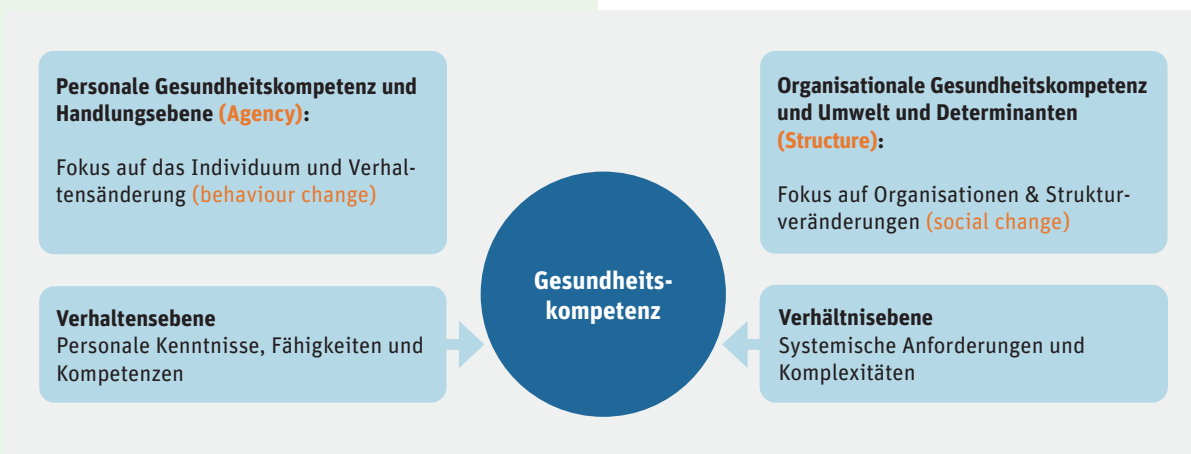 Personale Gesundheitskompetenz und
Handlungsebene (Agency):
Fokus auf das Individuum und Verhal-
tensänderung (behaviour change)
Verhaltensebene
Personale Kenntnisse, Fähigkeiten und
Kompetenzen
Gesundheits-
kompetenz
Organisationale Gesundheitskompetenz
und Umwelt und Determinanten
(Structure):
Fokus auf Organisationen & Struktur-
veränderungen (social change)
Verhältnisebene
Systemische Anforderungen und
Komplexitäten